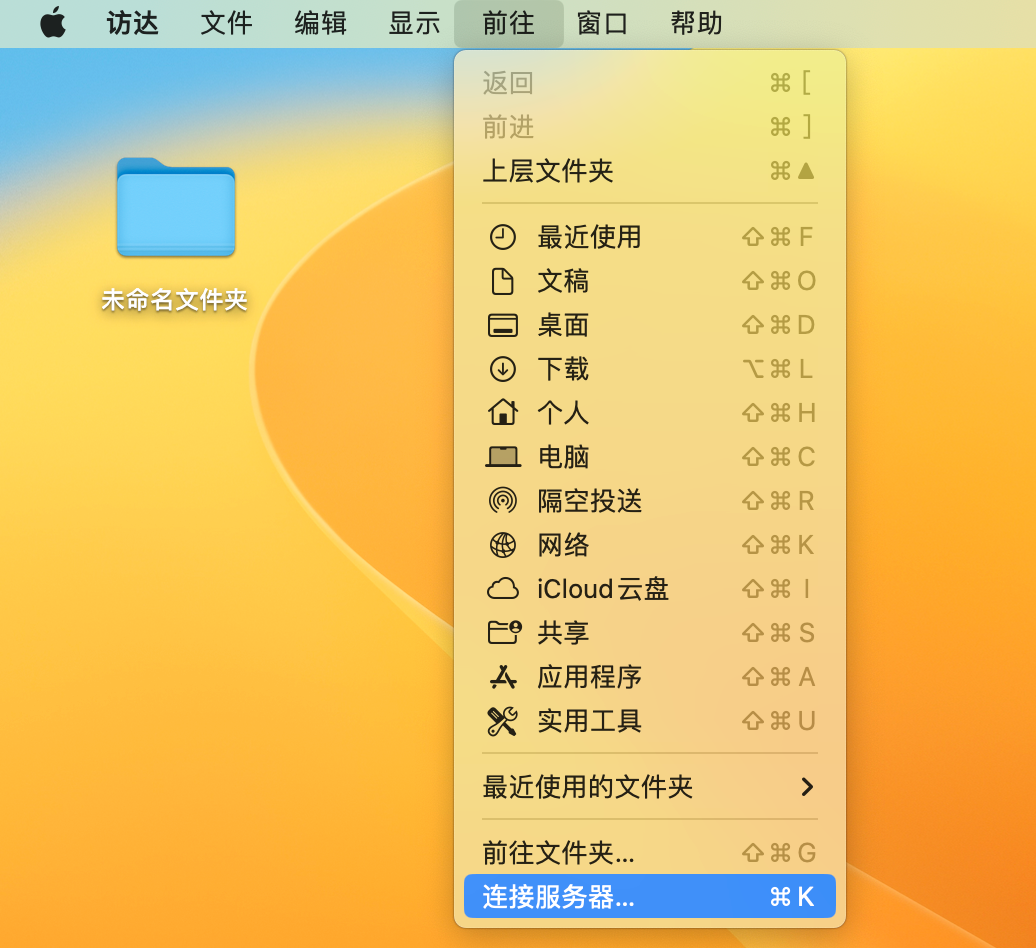 访达 文件 编辑 显示 前往 窗口 帮助
返回 ⌘ [
前进 ⌘ ]
上层文件夹 ⌘▲
未命名文件夹
最近使用 ⇧⌘F
文稿 ⇧⌘O
桌面 ⇧⌘D
下载 ⌥⌘L
个人 ⇧⌘H
电脑 ⇧⌘C
隔空投送 ⇧⌘R
网络 ⇧⌘K
iCloud云盘 ⇧⌘I
共享 ⇧⌘S
应用程序 ⇧⌘A
实用工具 ⇧⌘U
最近使用的文件夹
前往文件夹... ⇧⌘G
连接服务器... ⌘K